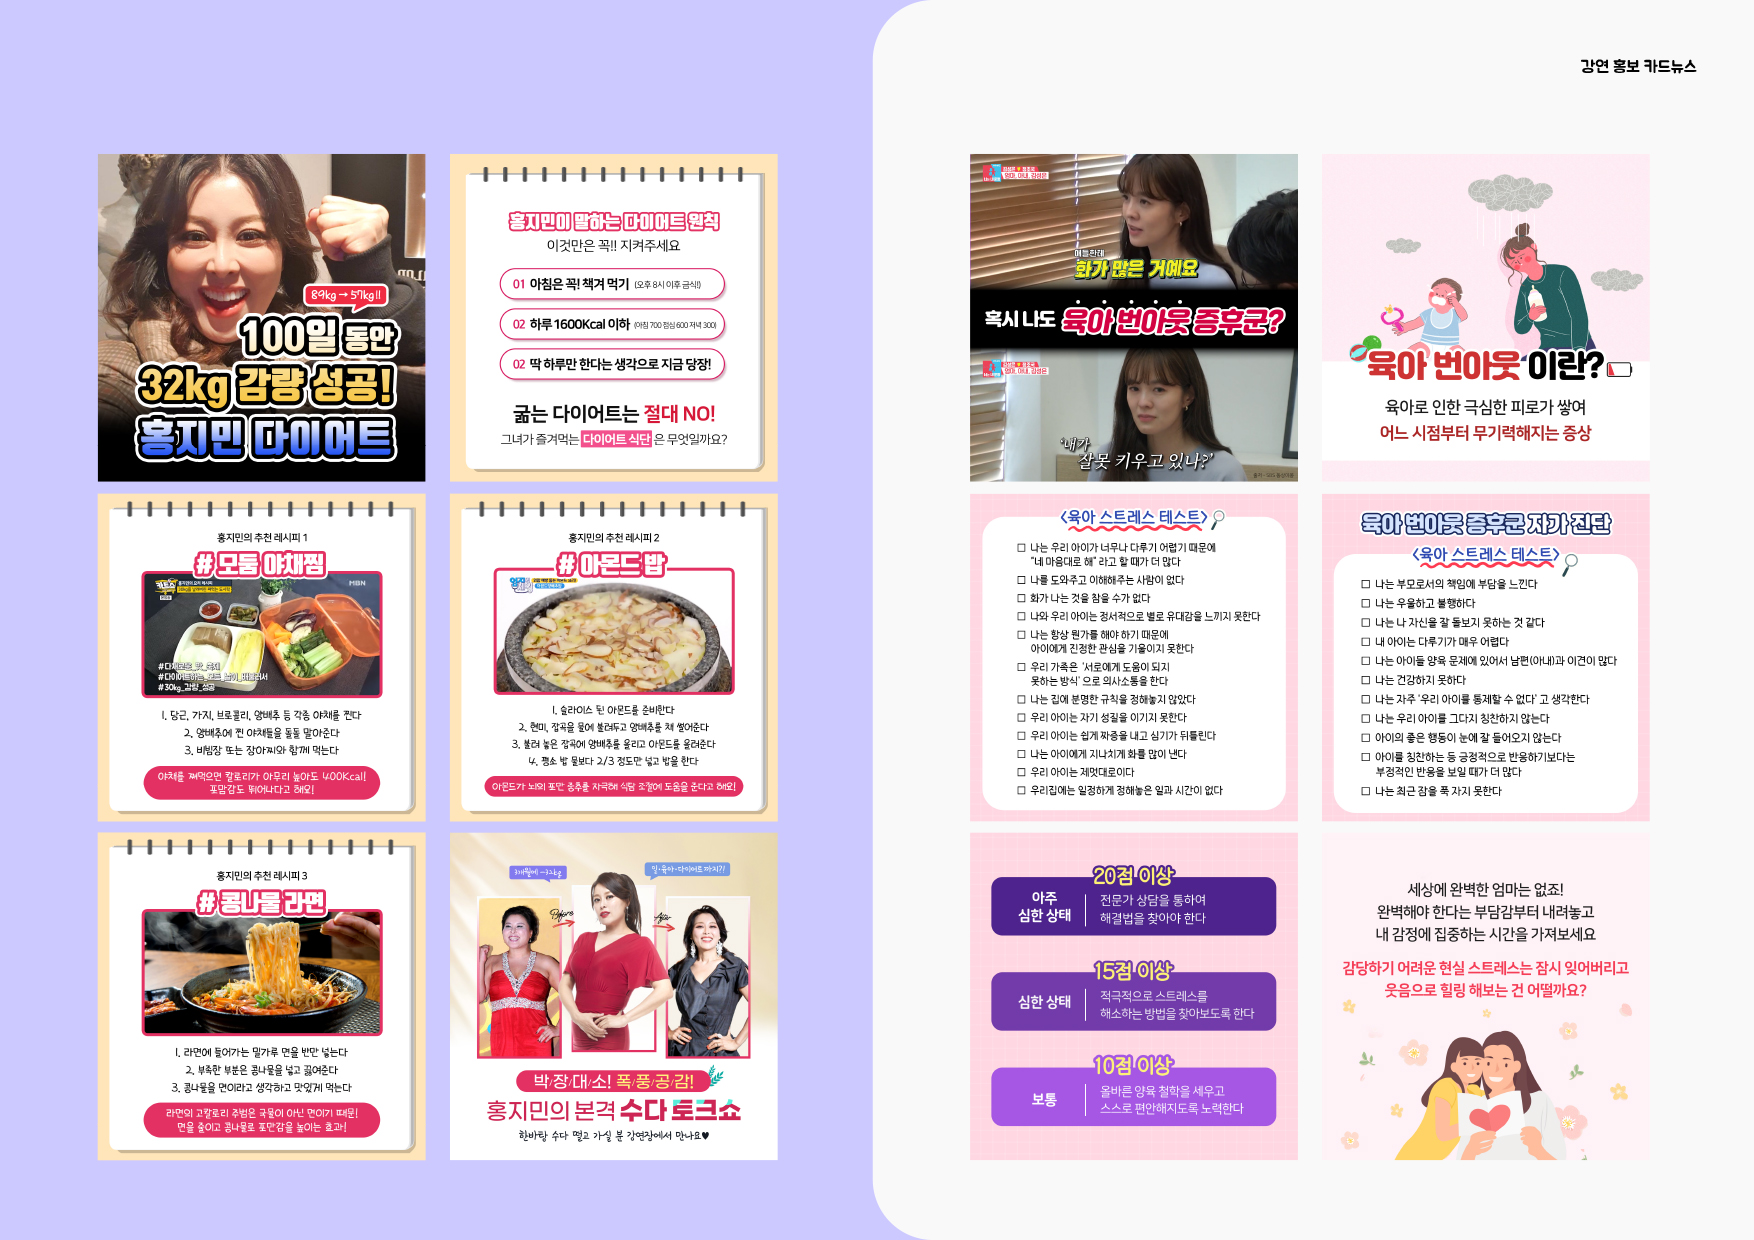 강연 홍보 카드뉴스
89kg → 57kg!!
100일 동안
32kg 감량 성공!
홍지민 다이어트
홍지민이 말하는 다이어트 원칙
이것만은 꼭!! 지켜주세요
01 아침은 꼭! 챙겨 먹기 (오후 8시 이후 금식!)
02 하루 1600Kcal 이하 (아침 700 점심 600 저녁 300)
02 딱 하루만 한다는 생각으로 지금 당장!
굶는 다이어트는 절대 NO!
그녀가 즐겨먹는 다이어트 식단 은 무엇일까요?
홍지민의 추천 레시피 1
# 모둠 야채찜
MBN
#30kg_감량_성공
1. 당근, 가지, 브로콜리, 양배추 등 각종 야채를 찐다
2. 양배추에 찐 야채들을 돌돌 말아준다
3. 비빔장 또는 장아찌와 함께 먹는다
야채를 쪄먹으면 칼로리가 아무리 높아도 400Kcal!
포만감도 뛰어나다고 해요!
홍지민의 추천 레시피 2
# 아몬드 밥
1. 슬라이스 된 아몬드를 준비한다
2. 현미, 잡곡을 물에 불려두고 양배추를 채 썰어준다
3. 불려 놓은 잡곡에 양배추를 올리고 아몬드를 올려준다
4. 평소 밥 물보다 2/3 정도만 넣고 밥을 한다
아몬드가 뇌의 포만 중추를 자극해 식단 조절에 도움을 준다고 해요!
홍지민의 추천 레시피 3
# 콩나물 라면
1. 라면에 들어가는 밀가루 면을 반만 넣는다
2. 부족한 부분은 콩나물을 넣고 끓여준다
3. 콩나물을 면이라고 생각하고 맛있게 먹는다
라면의 고칼로리 주범은 국물이 아닌 면이기 때문!
면을 줄이고 콩나물로 포만감을 높이는 효과!
3개월에 -32kg
일·육아·다이어트까지?!
Before
After
박/장/대/소! 폭/풍/공/감!
홍지민의 본격 수다 토크쇼
한바탕 수다 떨고 가실 분 강연장에서 만나요♥
엄마, 아내, 김성은
애들한테
화가 많은 거예요
혹시 나도 육아 번아웃 증후군?
엄마, 아내, 김성은
'내가
잘못 키우고 있나?'
육아 번아웃 이란?
육아로 인한 극심한 피로가 쌓여
어느 시점부터 무기력해지는 증상
<육아 스트레스 테스트>
□ 나는 우리 아이가 너무나 다루기 어렵기 때문에
"네 마음대로 해" 라고 할 때가 더 많다
□ 나를 도와주고 이해해주는 사람이 없다
□ 화가 나는 것을 참을 수가 없다
□ 나와 우리 아이는 정서적으로 별로 유대감을 느끼지 못한다
□ 나는 항상 뭔가를 해야 하기 때문에
아이에게 진정한 관심을 기울이지 못한다
□ 우리 가족은 '서로에게 도움이 되지
못하는 방식' 으로 의사소통을 한다
□ 나는 집에 분명한 규칙을 정해놓지 않았다
□ 우리 아이는 자기 성질을 이기지 못한다
□ 우리 아이는 쉽게 짜증을 내고 심기가 뒤틀린다
□ 나는 아이에게 지나치게 화를 많이 낸다
□ 우리 아이는 제멋대로이다
□ 우리집에는 일정하게 정해놓은 일과 시간이 없다
육아 번아웃 증후군 자가 진단
<육아 스트레스 테스트>
□ 나는 부모로서의 책임에 부담을 느낀다
□ 나는 우울하고 불행하다
□ 나는 나 자신을 잘 돌보지 못하는 것 같다
□ 내 아이는 다루기가 매우 어렵다
□ 나는 아이들 양육 문제에 있어서 남편(아내)과 이견이 많다
□ 나는 건강하지 못하다
□ 나는 자주 '우리 아이를 통제할 수 없다' 고 생각한다
□ 나는 우리 아이를 그다지 칭찬하지 않는다
□ 아이의 좋은 행동이 눈에 잘 들어오지 않는다
□ 아이를 칭찬하는 등 긍정적으로 반응하기보다는
부정적인 반응을 보일 때가 더 많다
□ 나는 최근 잠을 푹 자지 못한다
20점 이상
아주
심한 상태
전문가 상담을 통하여
해결법을 찾아야 한다
15점 이상
심한 상태
적극적으로 스트레스를
해소하는 방법을 찾아보도록 한다
10점 이상
보통
올바른 양육 철학을 세우고
스스로 편안해지도록 노력한다
세상에 완벽한 엄마는 없죠!
완벽해야 한다는 부담감부터 내려놓고
내 감정에 집중하는 시간을 가져보세요
감당하기 어려운 현실 스트레스는 잠시 잊어버리고
웃음으로 힐링 해보는 건 어떨까요?